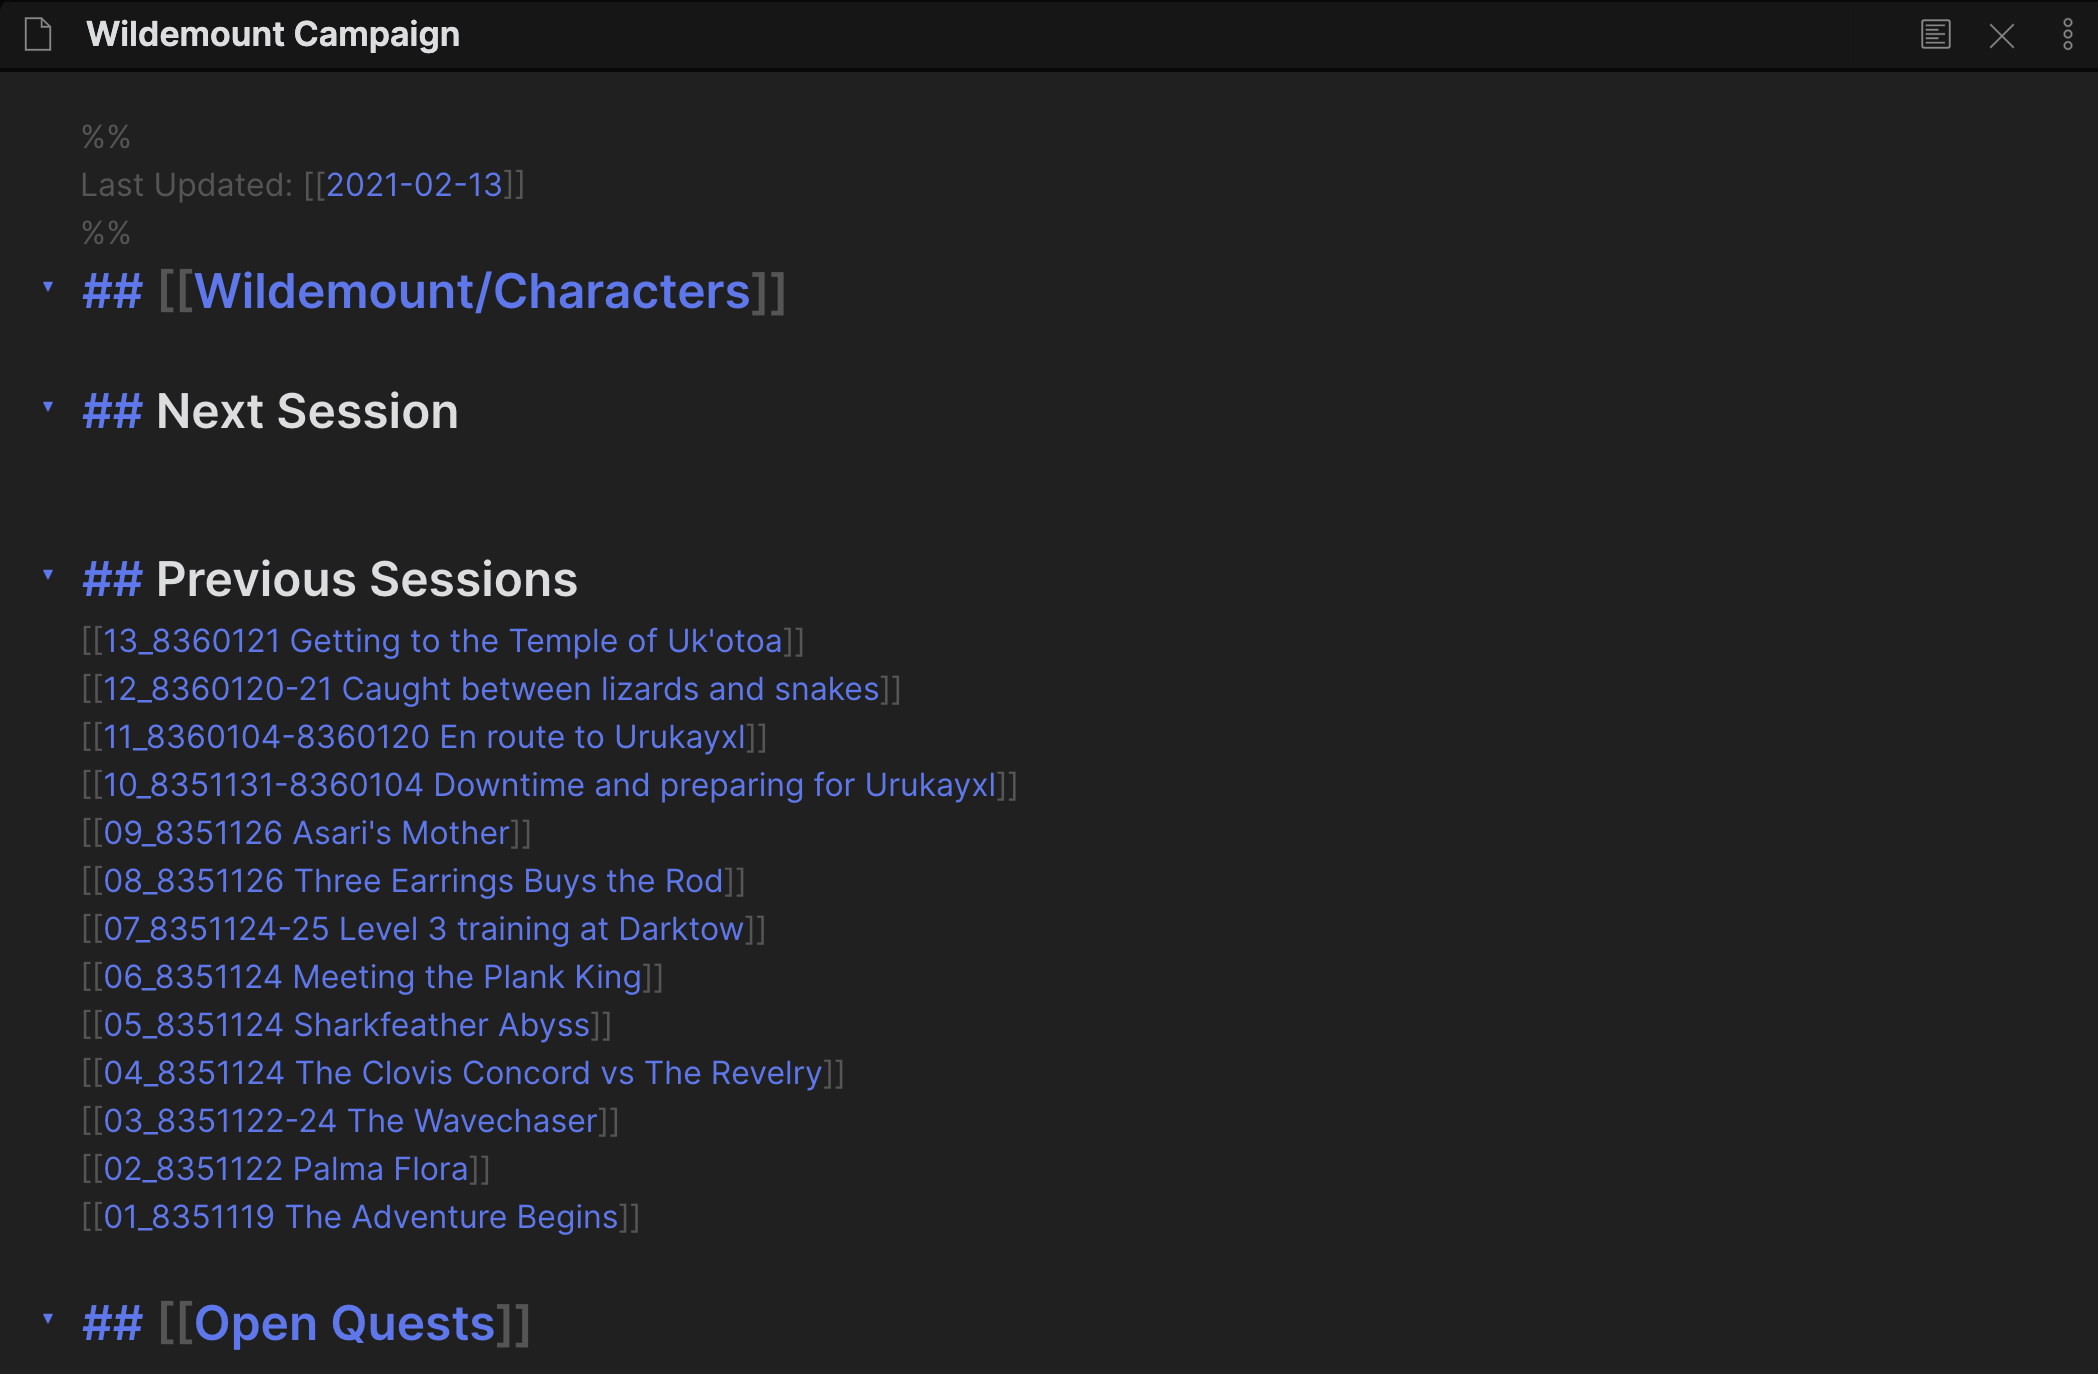 Wildemount Campaign
%%
Last Updated: [[2021-02-13]]
%%
## [[Wildemount/Characters]]
## Next Session
## Previous Sessions
[[13_8360121 Getting to the Temple of Uk'otoa]]
[[12_8360120-21 Caught between lizards and snakes]]
[[11_8360104-8360120 En route to Urukayxl]]
[[10_8351131-8360104 Downtime and preparing for Urukayxl]]
[[09_8351126 Asari's Mother]]
[[08_8351126 Three Earrings Buys the Rod]]
[[07_8351124-25 Level 3 training at Darktow]]
[[06_8351124 Meeting the Plank King]]
[[05_8351124 Sharkfeather Abyss]]
[[04_8351124 The Clovis Concord vs The Revelry]]
[[03_8351122-24 The Wavechaser]]
[[02_8351122 Palma Flora]]
[[01_8351119 The Adventure Begins]]
## [[Open Quests]]